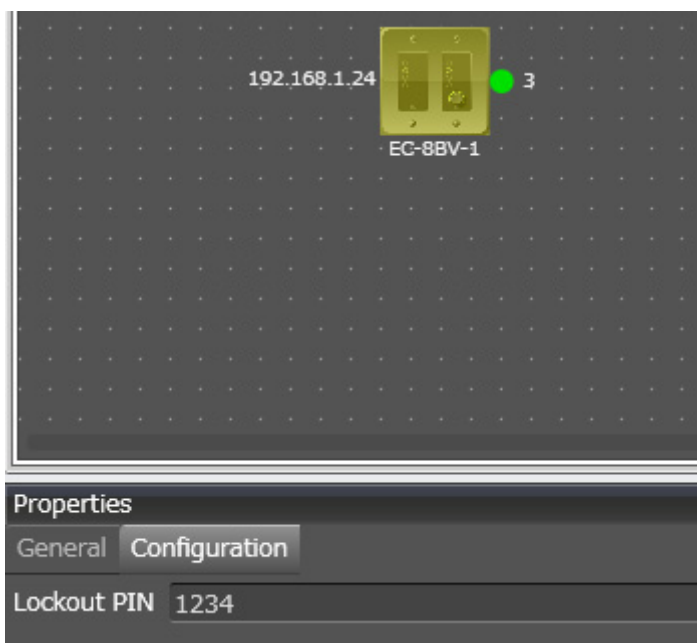 192.168.1.24
3
EC-8BV-1
Properties
General Configuration
Lockout PIN 1234